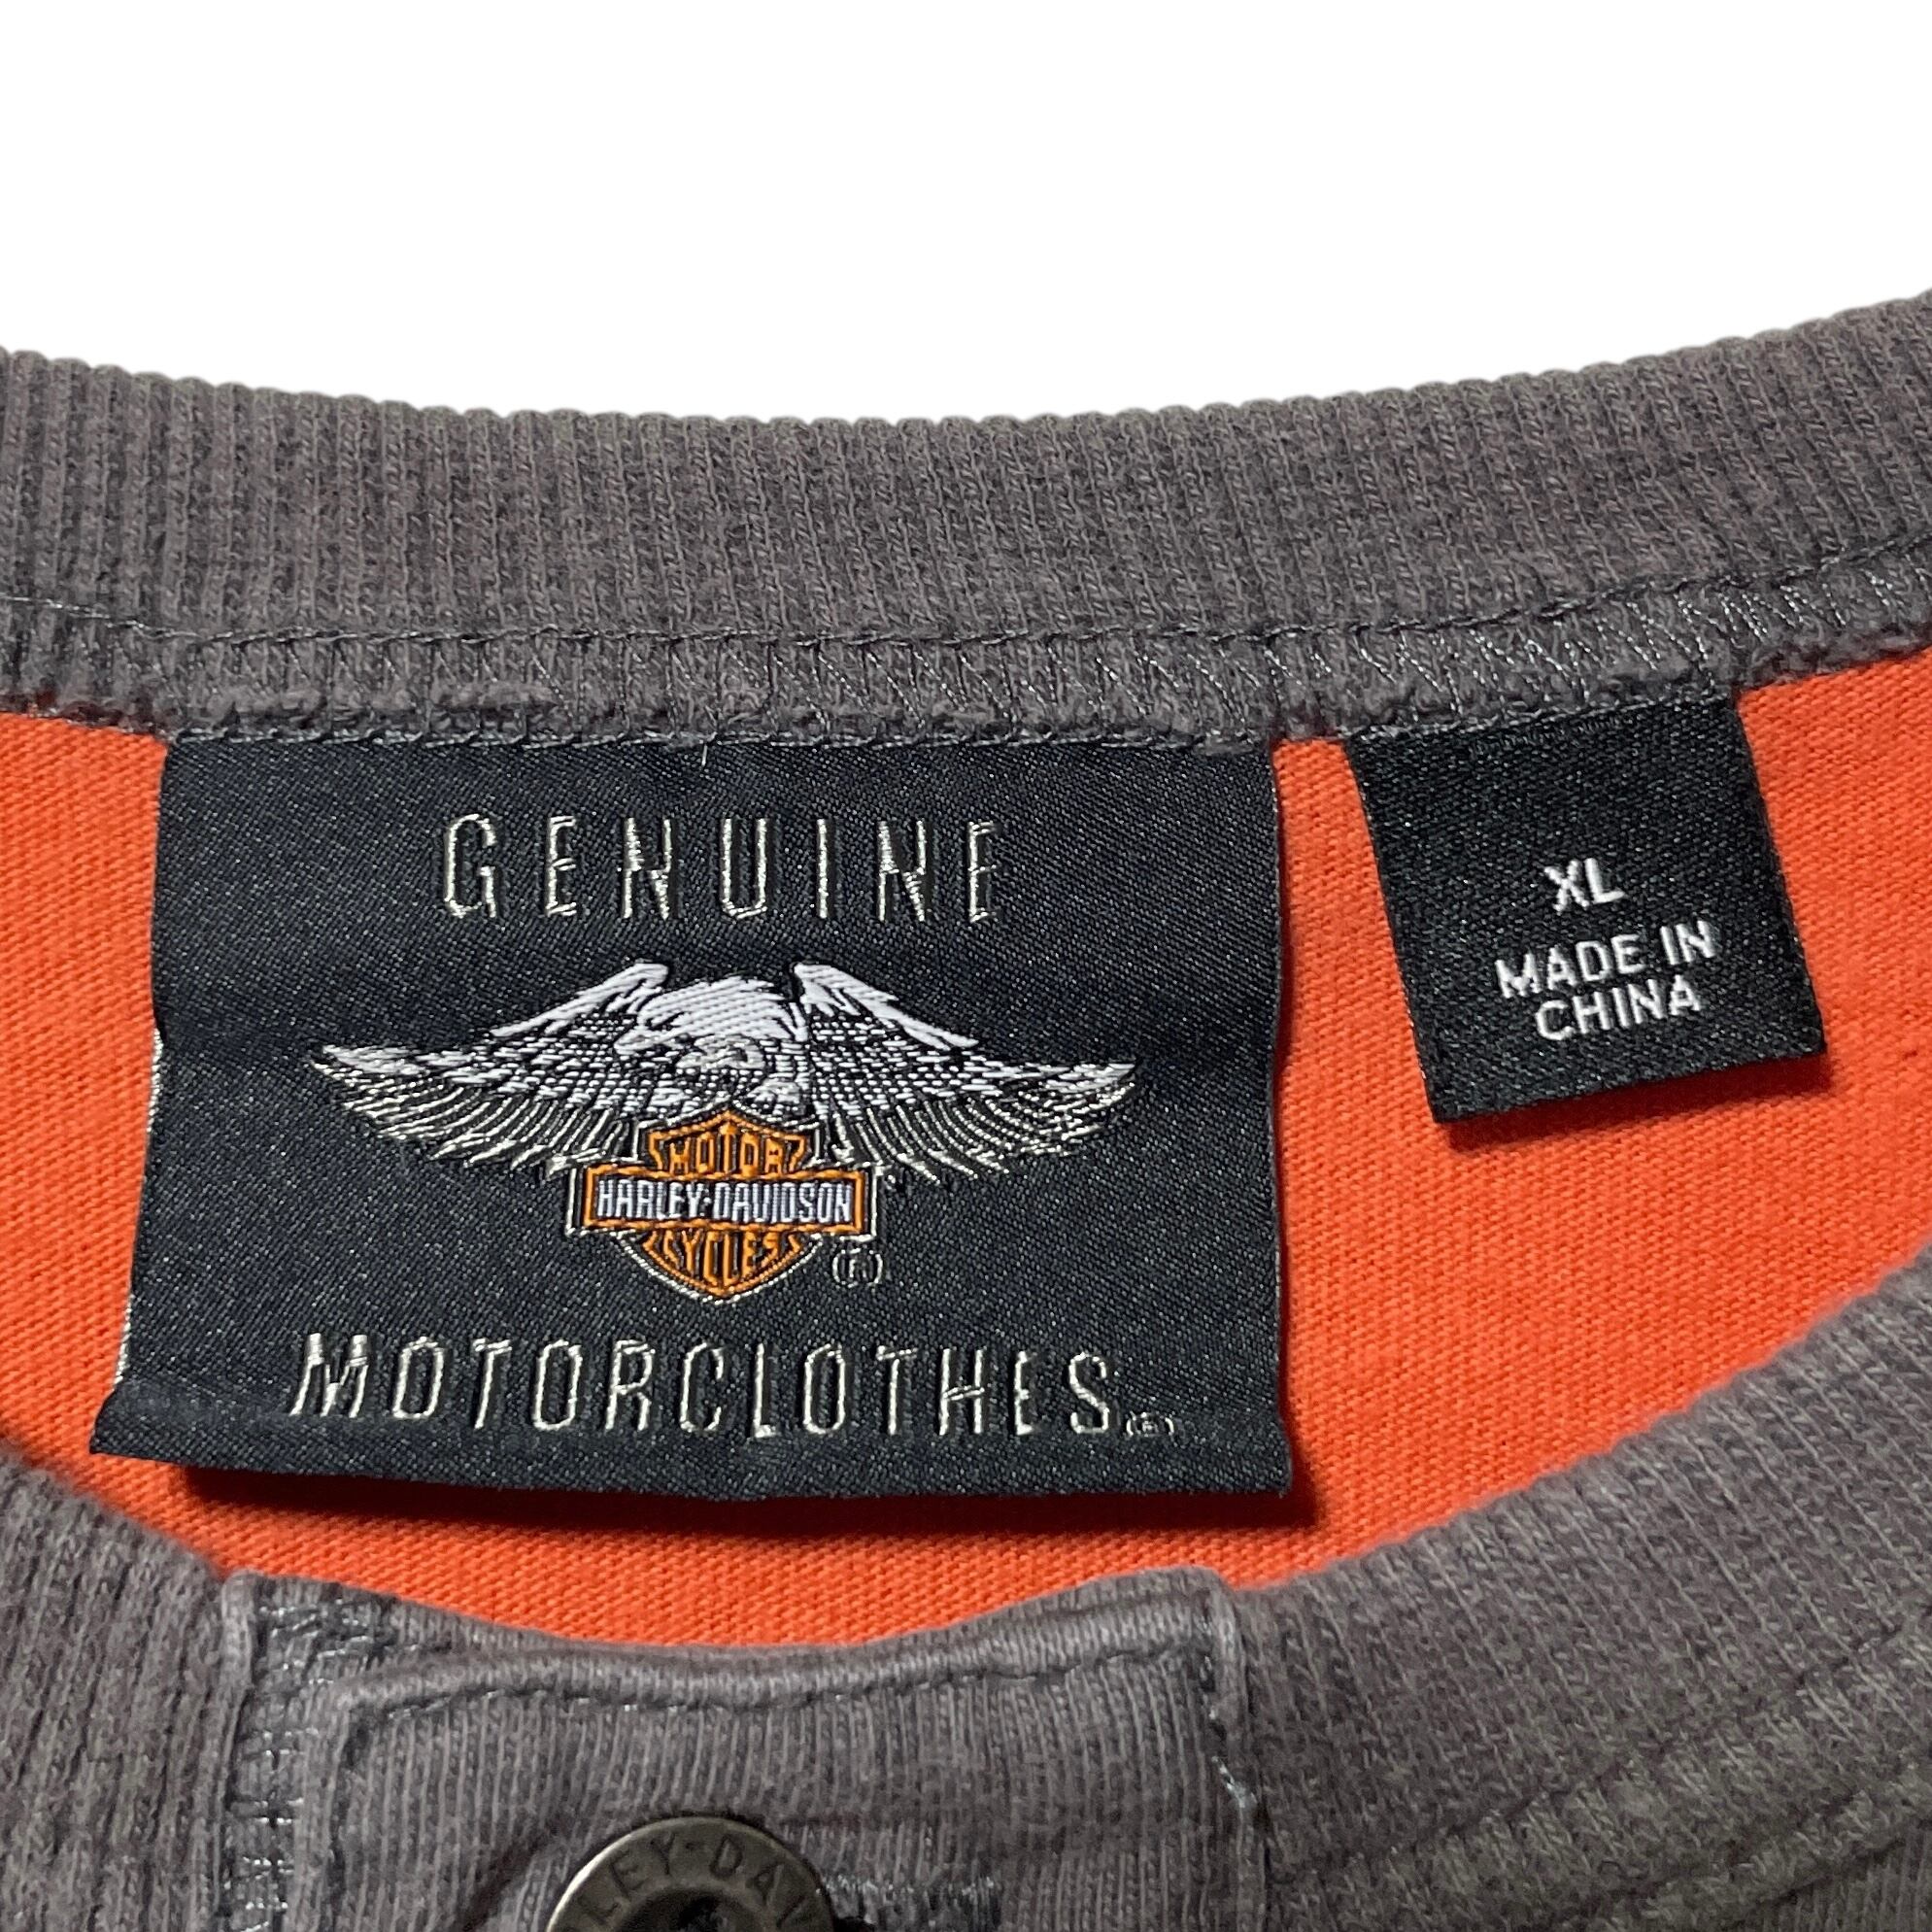 GENUINE
MOTOR
HARLEY-DAVIDSON
CYCLES
MOTORCLOTHES
XL
MADE IN
CHINA